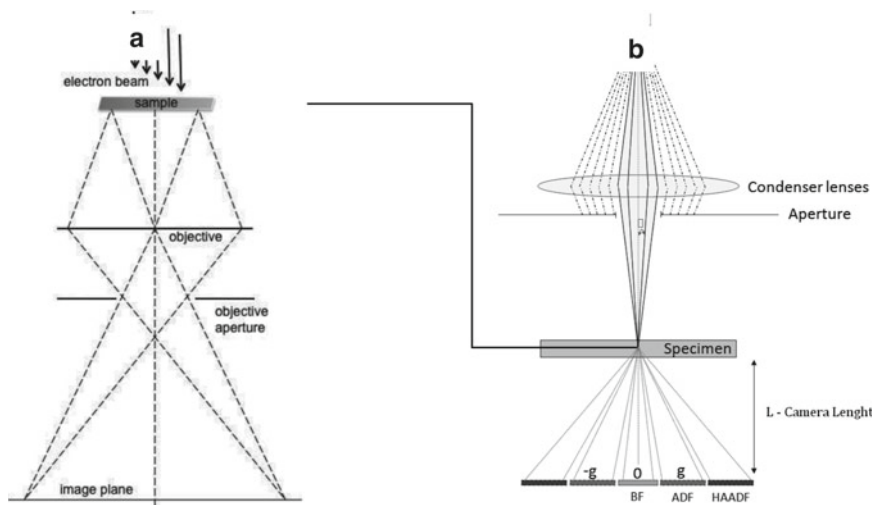 a
electron beam
sample
objective
objective
aperture
image plane
b
Condenser lenses
Aperture
Specimen
L - Camera Lenght
-g
0
g
BF
ADF
HAADF